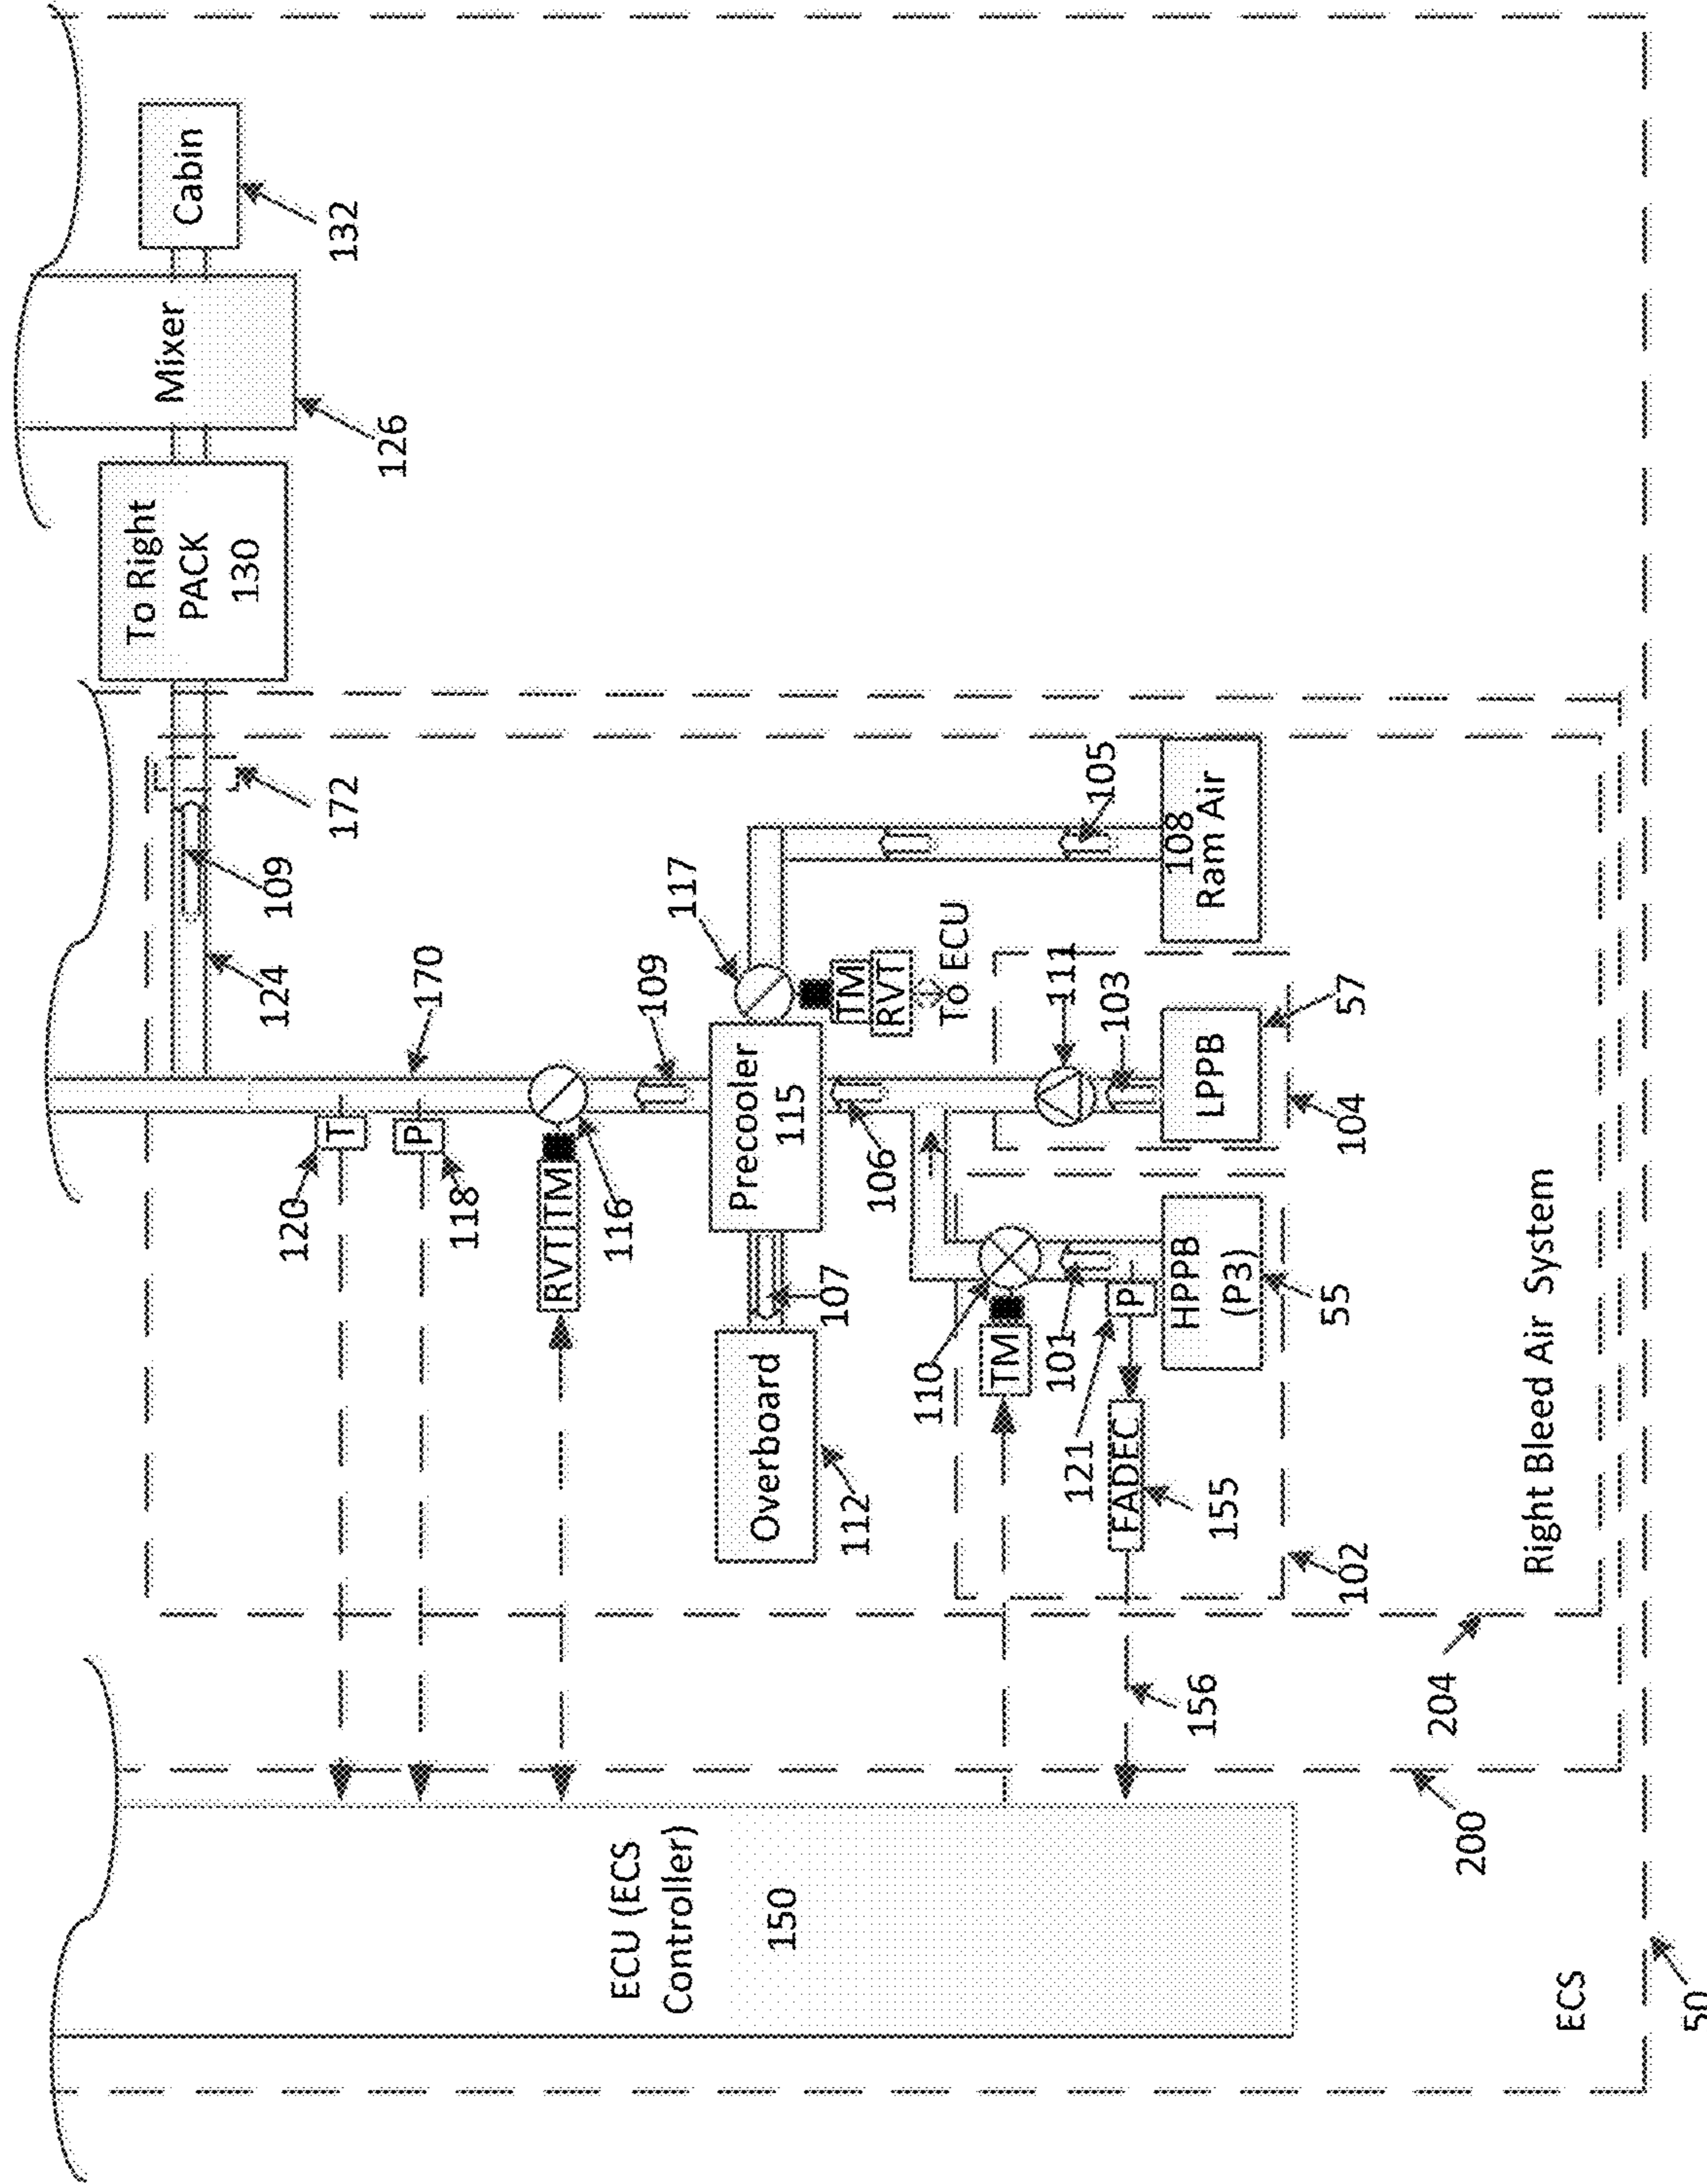 ECU (ECS
Controller)
150
ECS
50
200
204
156
Right Bleed Air System
120
T
118
P
RVT
TM
116
170
109
124
109
172
To Right
PACK
130
Mixer
126
Cabin
132
Overboard
112
107
Precooler
115
117
TM
RVT
To ECU
105
108
Ram Air
106
111
103
LPPB
57
104
110
TM
101
P
121
FADEC
155
HPPB
(P3)
55
102